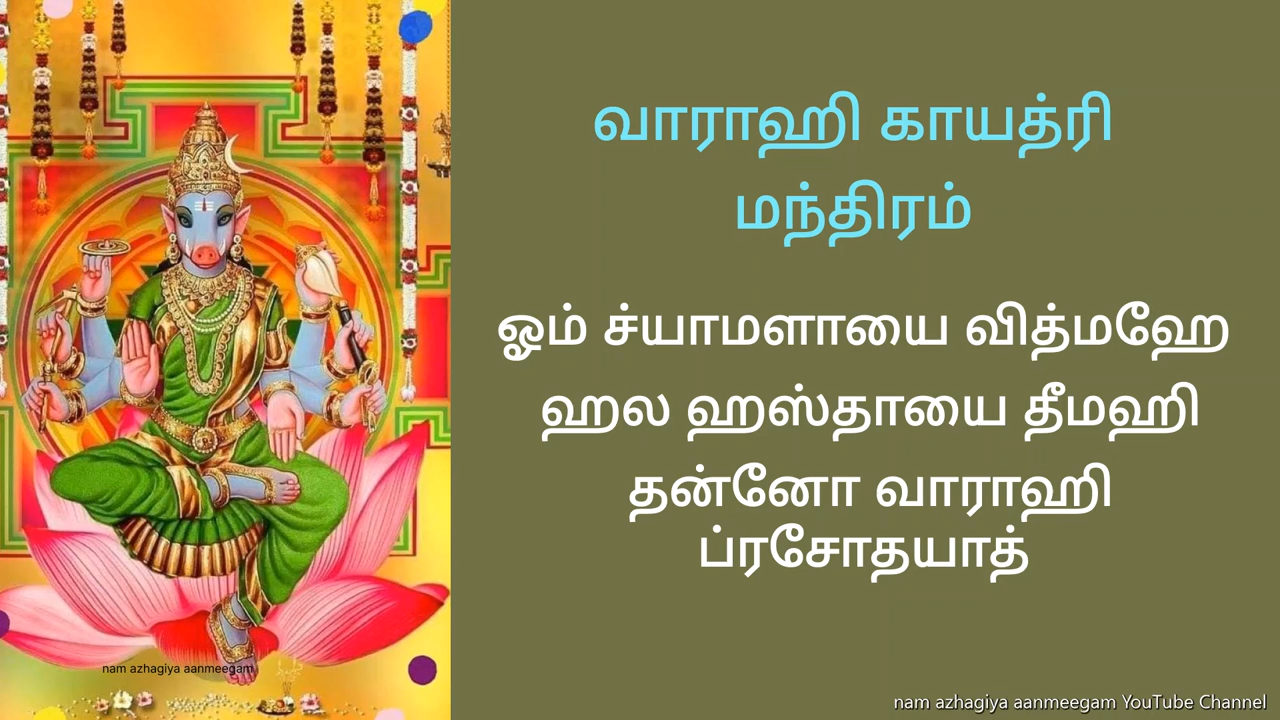 வாராஹி காயத்ரி
மந்திரம்
ஓம் ச்யாமளாயை வித்மஹே
ஹல ஹஸ்தாயை தீமஹி
தன்னோ வாராஹி
ப்ரசோதயாத்
nam azhagiya aanmeegam
nam azhagiya aanmeegam YouTube Channel